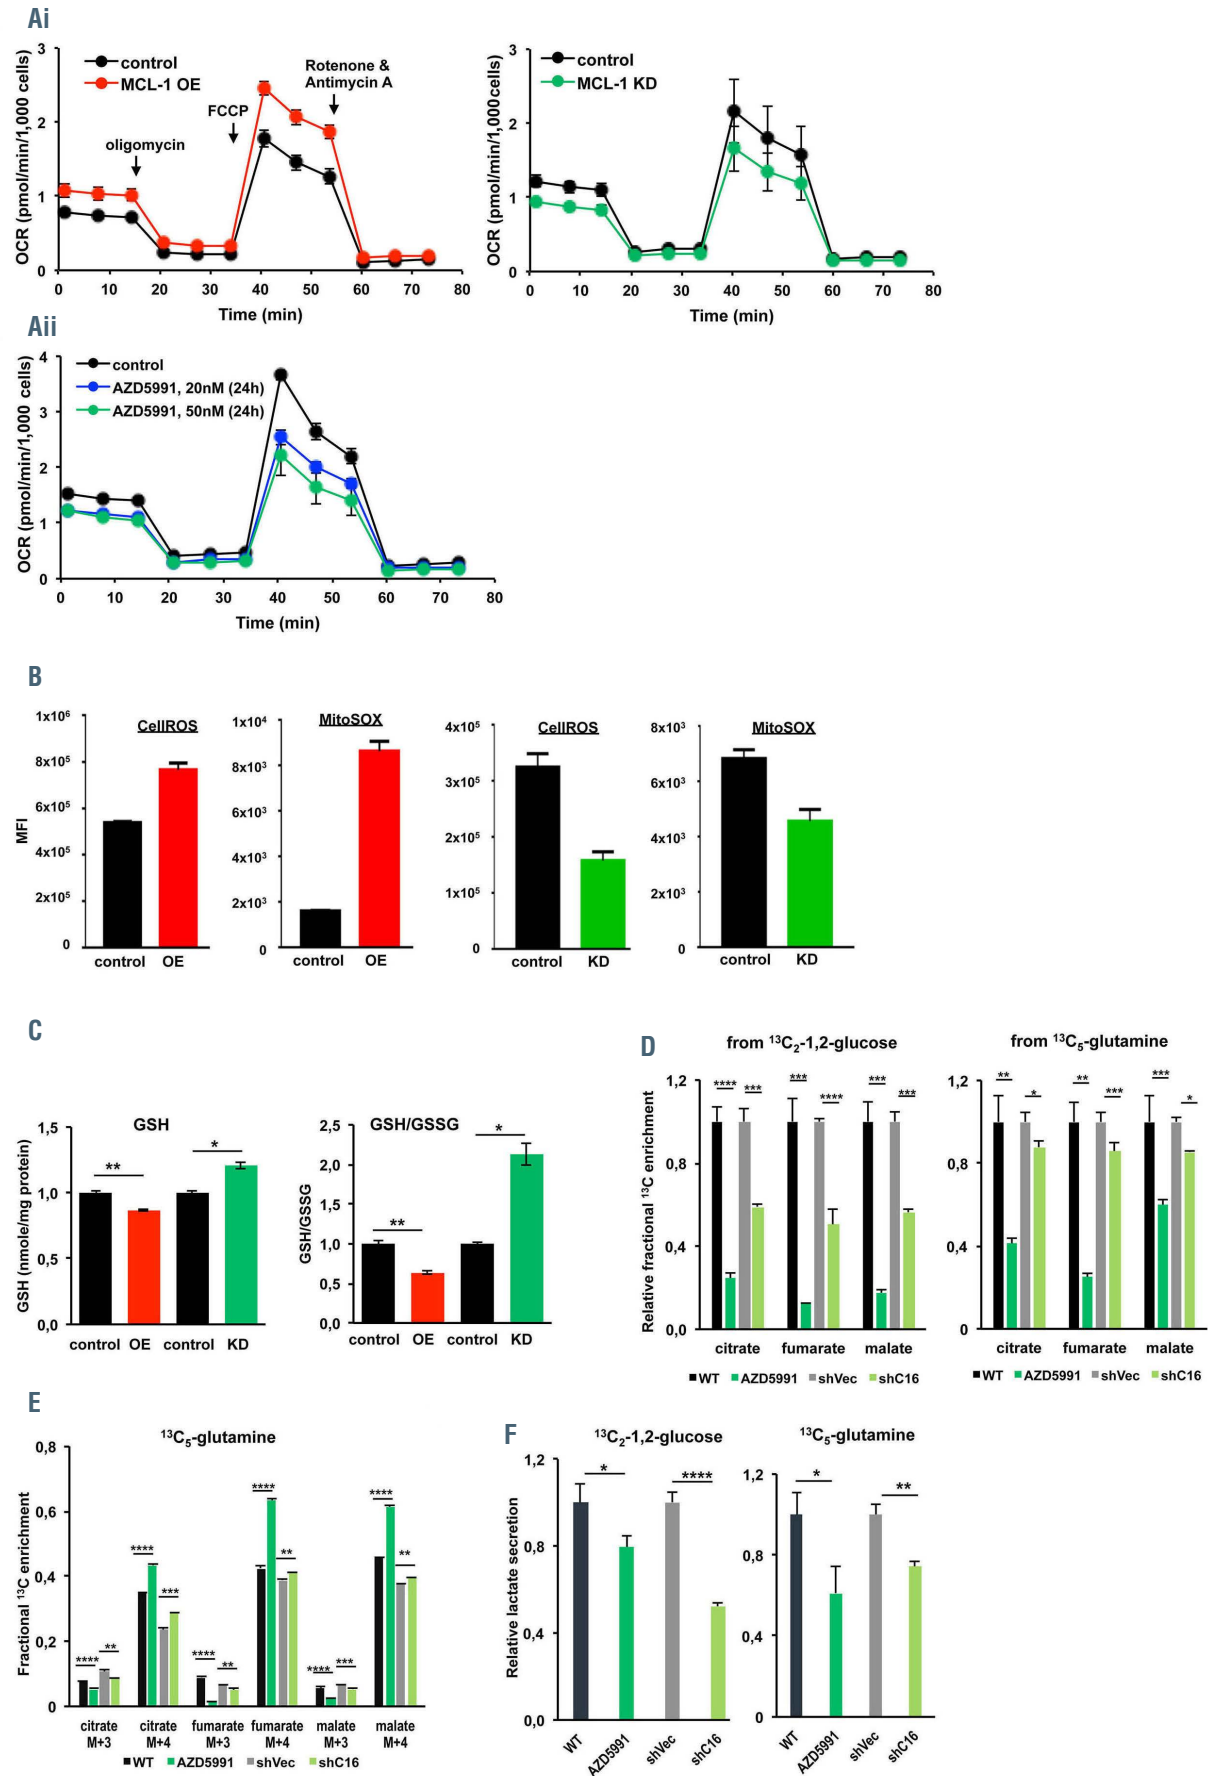 Ai
OCR (pmol/min/1,000 cells)
3
2
1
0
control
MCL-1 OE
oligomycin
FCCP
Rotenone &
Antimycin A
0 10 20 30 40 50 60 70 80
Time (min)
OCR (pmol/min/1,000cells)
3
2
1
0
control
MCL-1 KD
0 10 20 30 40 50 60 70 80
Time (min)
Aii
OCR (pmol/min/1,000 cells)
4
3
2
1
0
control
AZD5991, 20nM (24h)
AZD5991, 50nM (24h)
0 10 20 30 40 50 60 70 80
Time (min)
B
MFI
CellROS
1x10⁶
8x10⁵
6x10⁵
4x10⁵
2x10⁵
0
control OE
MitoSOX
1x10⁴
8x10³
6x10³
4x10³
2x10³
0
control OE
CellROS
4x10⁵
3x10⁵
2x10⁵
1x10⁵
0
control KD
MitoSOX
8x10³
6x10³
4x10³
2x10³
0
control KD
C
GSH
GSH (nmole/mg protein)
1,5
1,0
0,5
0,0
** *
control OE control KD
GSH/GSSG
GSH/GSSG
2,5
2,0
1,5
1,0
0,5
0,0
** *
control OE control KD
D
from ¹³C₂-1,2-glucose
Relative fractional ¹³C enrichment
1,2
0,8
0,4
0,0
**** *** *** **** *** ***
citrate fumarate malate
WT AZD5991 shVec shC16
from ¹³C₅-glutamine
1,2
0,8
0,4
0
** * ** *** *** *
citrate fumarate malate
WT AZD5991 shVec shC16
E
¹³C₅-glutamine
Fractional ¹³C enrichment
0,8
0,6
0,4
0,2
0
**** ** **** *** **** ** **** ** **** *** **** **
citrate citrate fumarate fumarate malate malate
M+3 M+4 M+3 M+4 M+3 M+4
WT AZD5991 shVec shC16
F
¹³C₂-1,2-glucose
Relative lactate secretion
1,2
0,8
0,4
0,0
* ****
WT AZD5991 shVec shC16
¹³C₅-glutamine
1,2
0,8
0,4
0
* **
WT AZD5991 shVec shC16